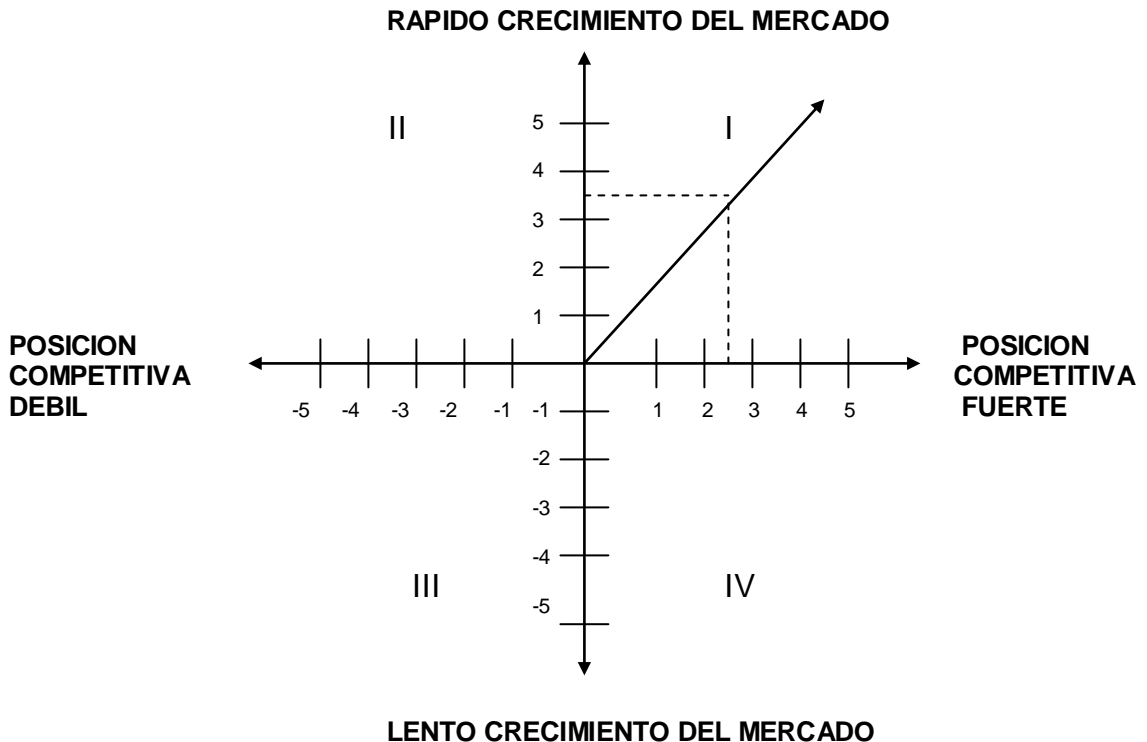 RAPIDO CRECIMIENTO DEL MERCADO
II
I
5
4
3
2
1
POSICION
COMPETITIVA
DEBIL
POSICION
COMPETITIVA
FUERTE
-5 -4 -3 -2 -1 -1 1 2 3 4 5
-2
-3
-4
-5
III
IV
LENTO CRECIMIENTO DEL MERCADO